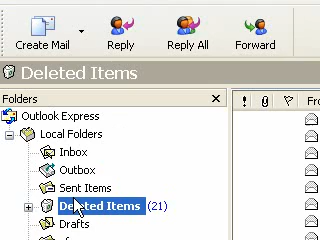 Create Mail Reply Reply All Forward
Deleted Items
Folders
Outlook Express
Local Folders
Inbox
Outbox
Sent Items
Deleted Items (21)
Drafts